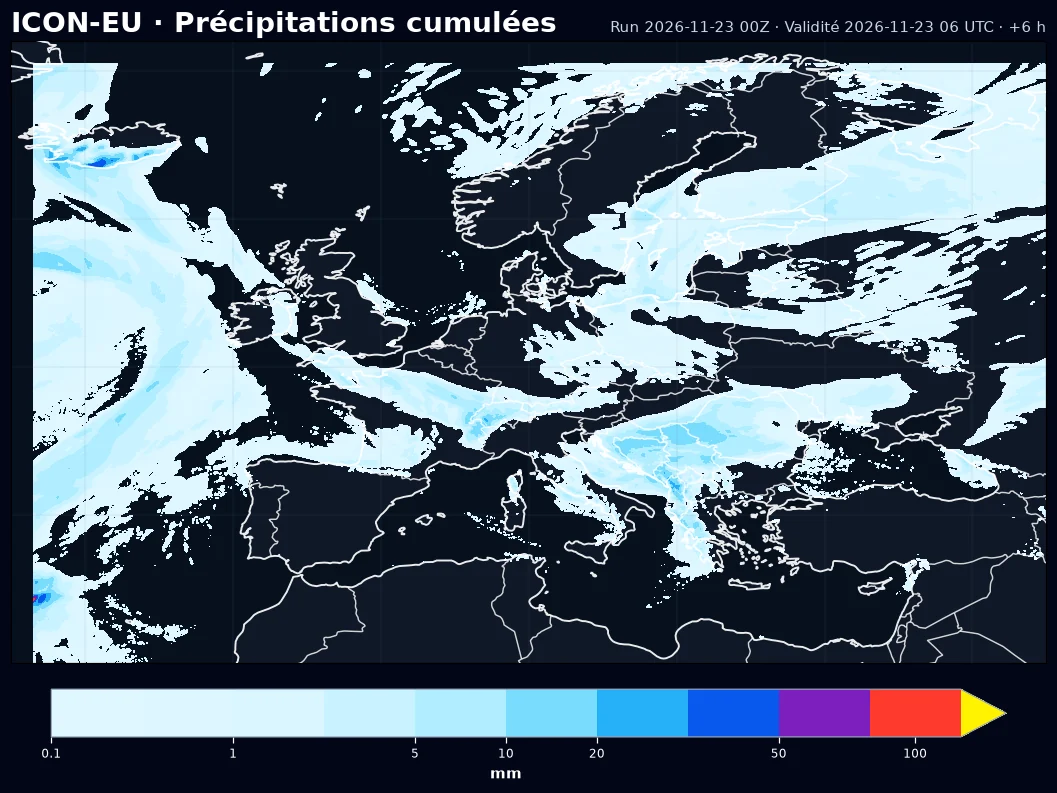 ICON-EU · Précipitations cumulées
Run 2026-11-23 00Z · Validité 2026-11-23 06 UTC · +6 h
0.1 1 5 10 20 50 100
mm